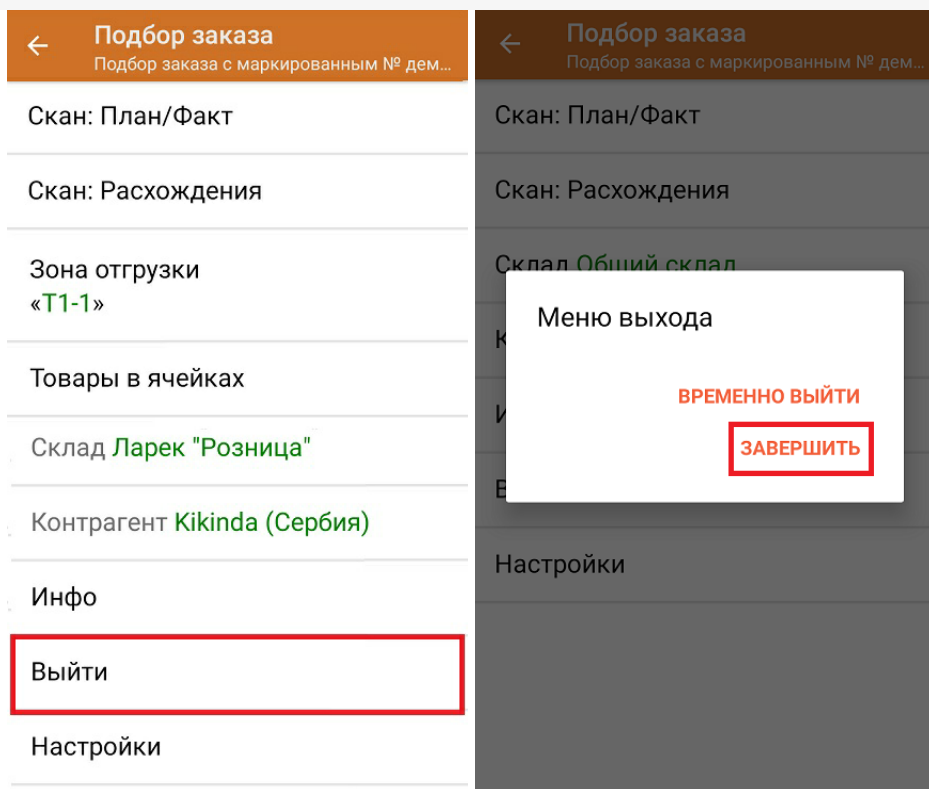 Подбор заказа
Подбор заказа с маркированным № дем...
Скан: План/Факт
Скан: Расхождения
Зона отгрузки
«Т1-1»
Товары в ячейках
Склад Ларек "Розница"
Контрагент Kikinda (Сербия)
Инфо
Выйти
Настройки
Подбор заказа
Подбор заказа с маркированным № дем...
Скан: План/Факт
Скан: Расхождения
Склад Общий склад
Меню выхода
ВРЕМЕННО ВЫЙТИ
ЗАВЕРШИТЬ
Настройки